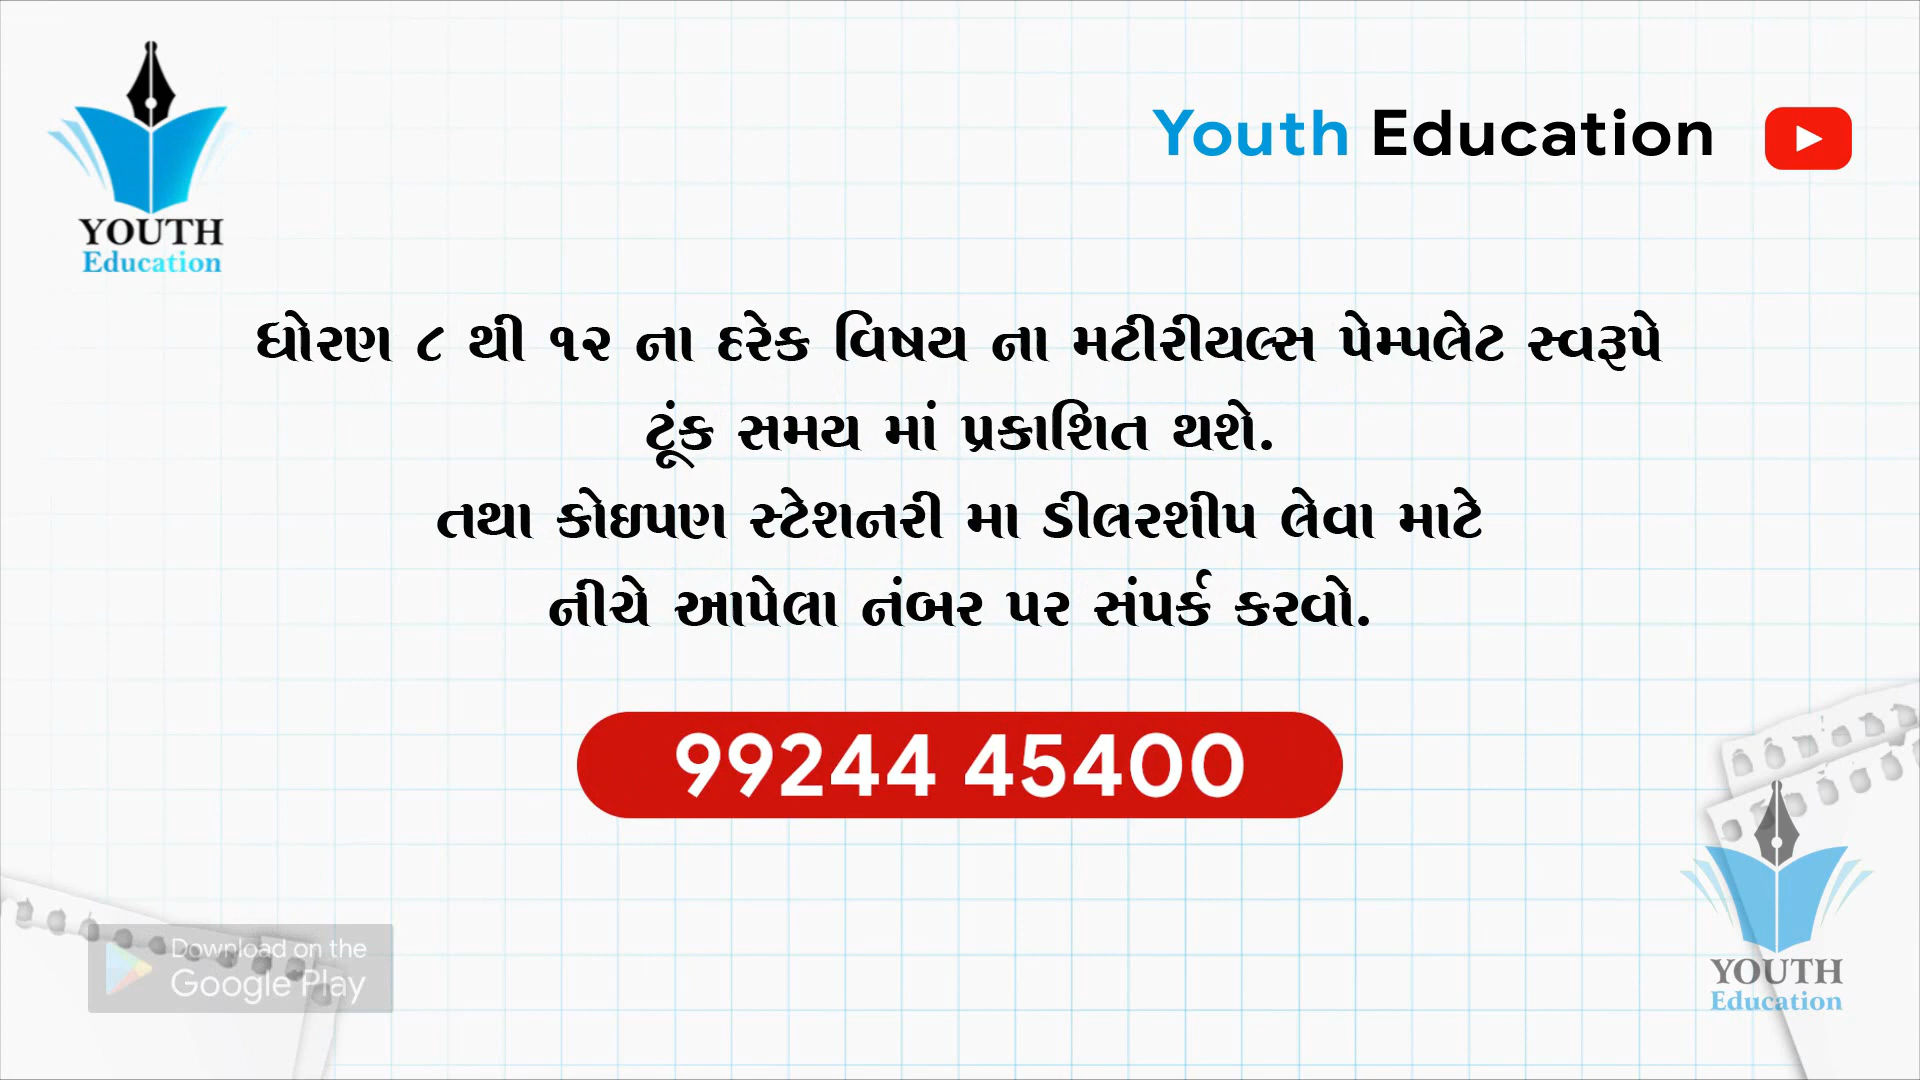 YOUTH
Education
Youth Education
ધોરણ ૮ થી ૧૨ ના દરેક વિષય ના મટીરીયલ્સ પેમ્પલેટ સ્વરૂપે
ટૂંક સમય માં પ્રકાશિત થશે.
તથા કોઇપણ સ્ટેશનરી મા ડીલરશીપ લેવા માટે
નીચે આપેલા નંબર પર સંપર્ક કરવો.
99244 45400
Download on the
Google Play
YOUTH
Education